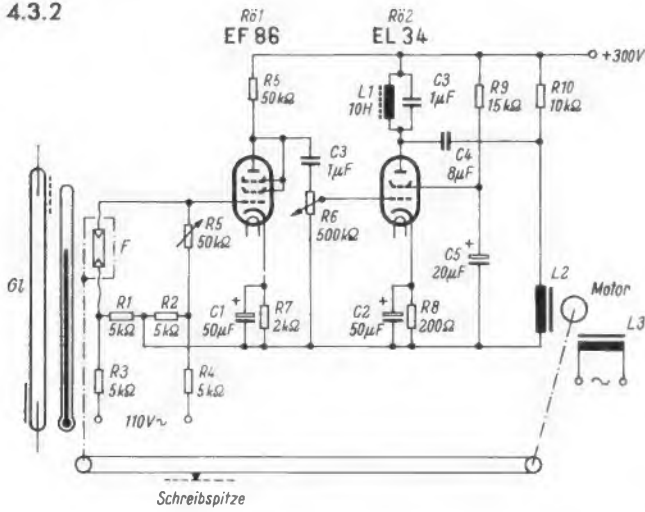 4.3.2
Rö1
EF 86
Rö2
EL 34
+300V
R5
50kΩ
L1
10H
C3
1μF
R9
15kΩ
R10
10kΩ
C3
1μF
C4
8μF
R5
50kΩ
R6
500kΩ
+
C5
20μF
Gl
F
R1
5kΩ
R2
5kΩ
+
C1
50μF
R7
2kΩ
+
C2
50μF
R8
200Ω
L2
Motor
L3
R3
5kΩ
R4
5kΩ
110V~
~
Schreibspitze